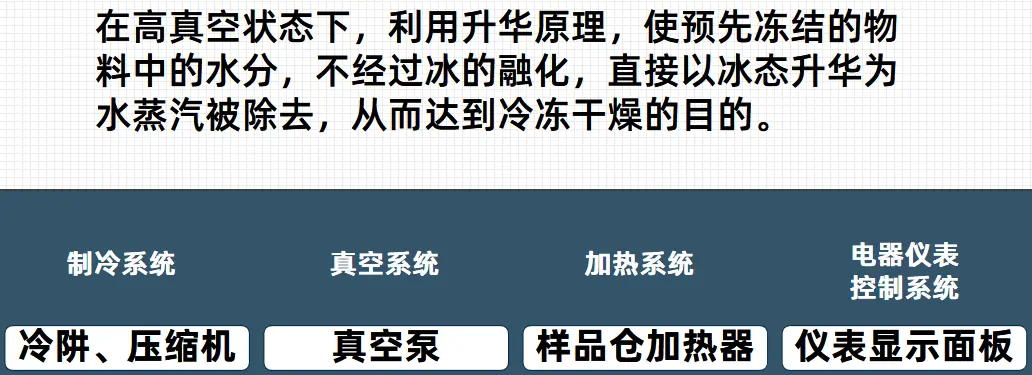 在高真空状态下，利用升华原理，使预先冻结的物
料中的水分，不经过冰的融化，直接以冰态升华为
水蒸汽被除去，从而达到冷冻干燥的目的。
制冷系统
真空系统
加热系统
电器仪表
控制系统
冷阱、压缩机
真空泵
样品仓加热器
仪表显示面板